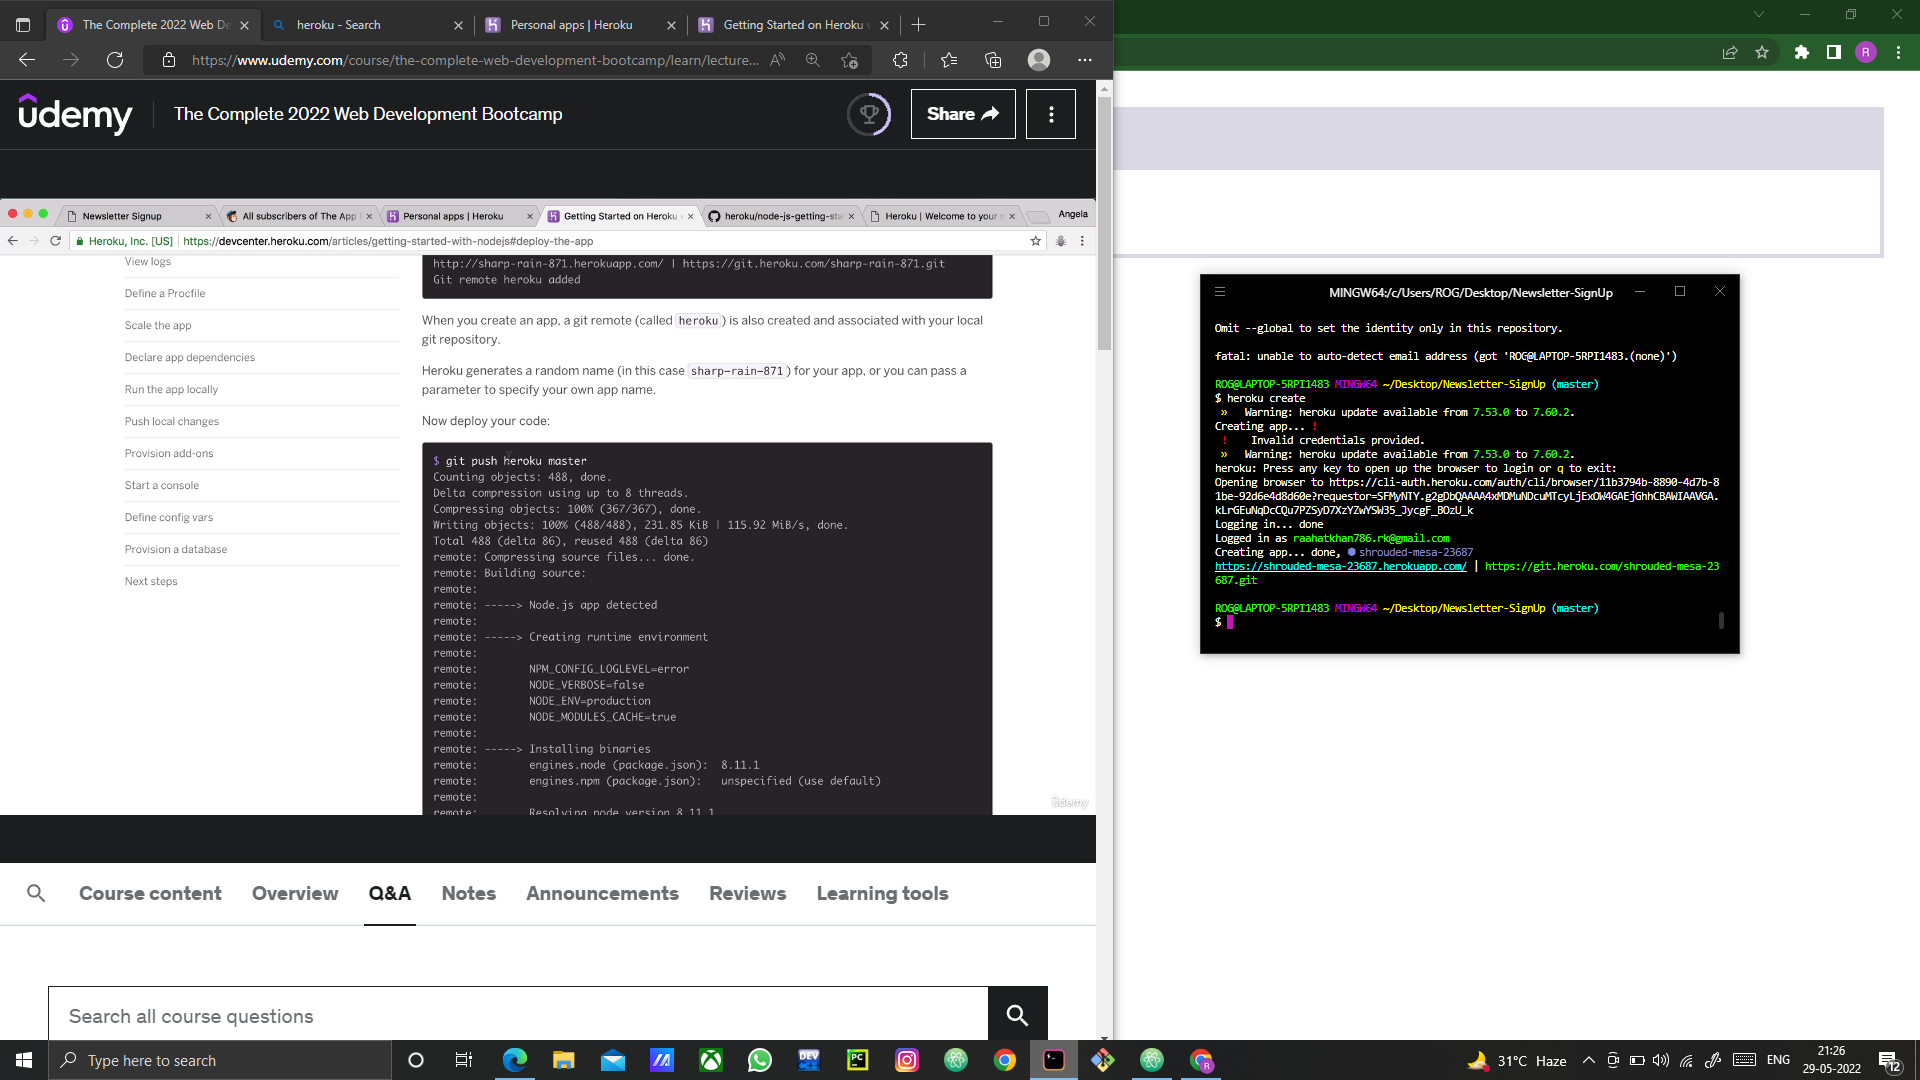 The Complete 2022 Web De
heroku - Search
Personal apps | Heroku
Getting Started on Heroku
https://www.udemy.com/course/the-complete-web-development-bootcamp/learn/lecture...
R
udemy
The Complete 2022 Web Development Bootcamp
Share
Newsletter Signup
All subscribers of The App
Personal apps | Heroku
Getting Started on Heroku
heroku/node-js-getting-sta
Heroku | Welcome to your n
Angela
Heroku, Inc. [US]
https://devcenter.heroku.com/articles/getting-started-with-nodejs#deploy-the-app
View logs
Define a Procfile
Scale the app
Declare app dependencies
Run the app locally
Push local changes
Provision add-ons
Start a console
Define config vars
Provision a database
Next steps
http://sharp-rain-871.herokuapp.com/ | https://git.heroku.com/sharp-rain-871.git
Git remote heroku added
When you create an app, a git remote (called heroku) is also created and associated with your local
git repository.
Heroku generates a random name (in this case sharp-rain-871) for your app, or you can pass a
parameter to specify your own app name.
Now deploy your code:
$ git push heroku master
Counting objects: 488, done.
Delta compression using up to 8 threads.
Compressing objects: 100% (367/367), done.
Writing objects: 100% (488/488), 231.85 KiB | 115.92 MiB/s, done.
Total 488 (delta 86), reused 488 (delta 86)
remote: Compressing source files... done.
remote: Building source:
remote:
remote: -----> Node.js app detected
remote:
remote: -----> Creating runtime environment
remote:
remote: NPM_CONFIG_LOGLEVEL=error
remote: NODE_VERBOSE=false
remote: NODE_ENV=production
remote: NODE_MODULES_CACHE=true
remote:
remote: -----> Installing binaries
remote: engines.node (package.json): 8.11.1
remote: engines.npm (package.json): unspecified (use default)
remote:
remote: Resolving node version 8.11.1
udemy
MINGW64:/c/Users/ROG/Desktop/Newsletter-SignUp
Omit --global to set the identity only in this repository.
fatal: unable to auto-detect email address (got 'ROG@LAPTOP-5RPI1483.(none)')
ROG@LAPTOP-5RPI1483 MINGW64 ~/Desktop/Newsletter-SignUp (master)
$ heroku create
» Warning: heroku update available from 7.53.0 to 7.60.2.
Creating app... !
! Invalid credentials provided.
» Warning: heroku update available from 7.53.0 to 7.60.2.
heroku: Press any key to open up the browser to login or q to exit:
Opening browser to https://cli-auth.heroku.com/auth/cli/browser/11b3794b-8890-4d7b-8
1be-92d6e4d8d60e?requestor=SFMyNTY.g2gDbQAAAA4xMDMuNDcuMTcyLjExOW4GAEjGhhCBAWIAAVGA.
kLrGEuNqDcCQu7PZSyD7XzYZwYSW35_JycgF_BOzU_k
Logging in... done
Logged in as raahatkhan786.rk@gmail.com
Creating app... done, shrouded-mesa-23687
https://shrouded-mesa-23687.herokuapp.com/ | https://git.heroku.com/shrouded-mesa-23
687.git
ROG@LAPTOP-5RPI1483 MINGW64 ~/Desktop/Newsletter-SignUp (master)
$
Course content
Overview
Q&A
Notes
Announcements
Reviews
Learning tools
Search all course questions
Type here to search
DEV
PC
R
31°C Haze
ENG
21:26
29-05-2022
12